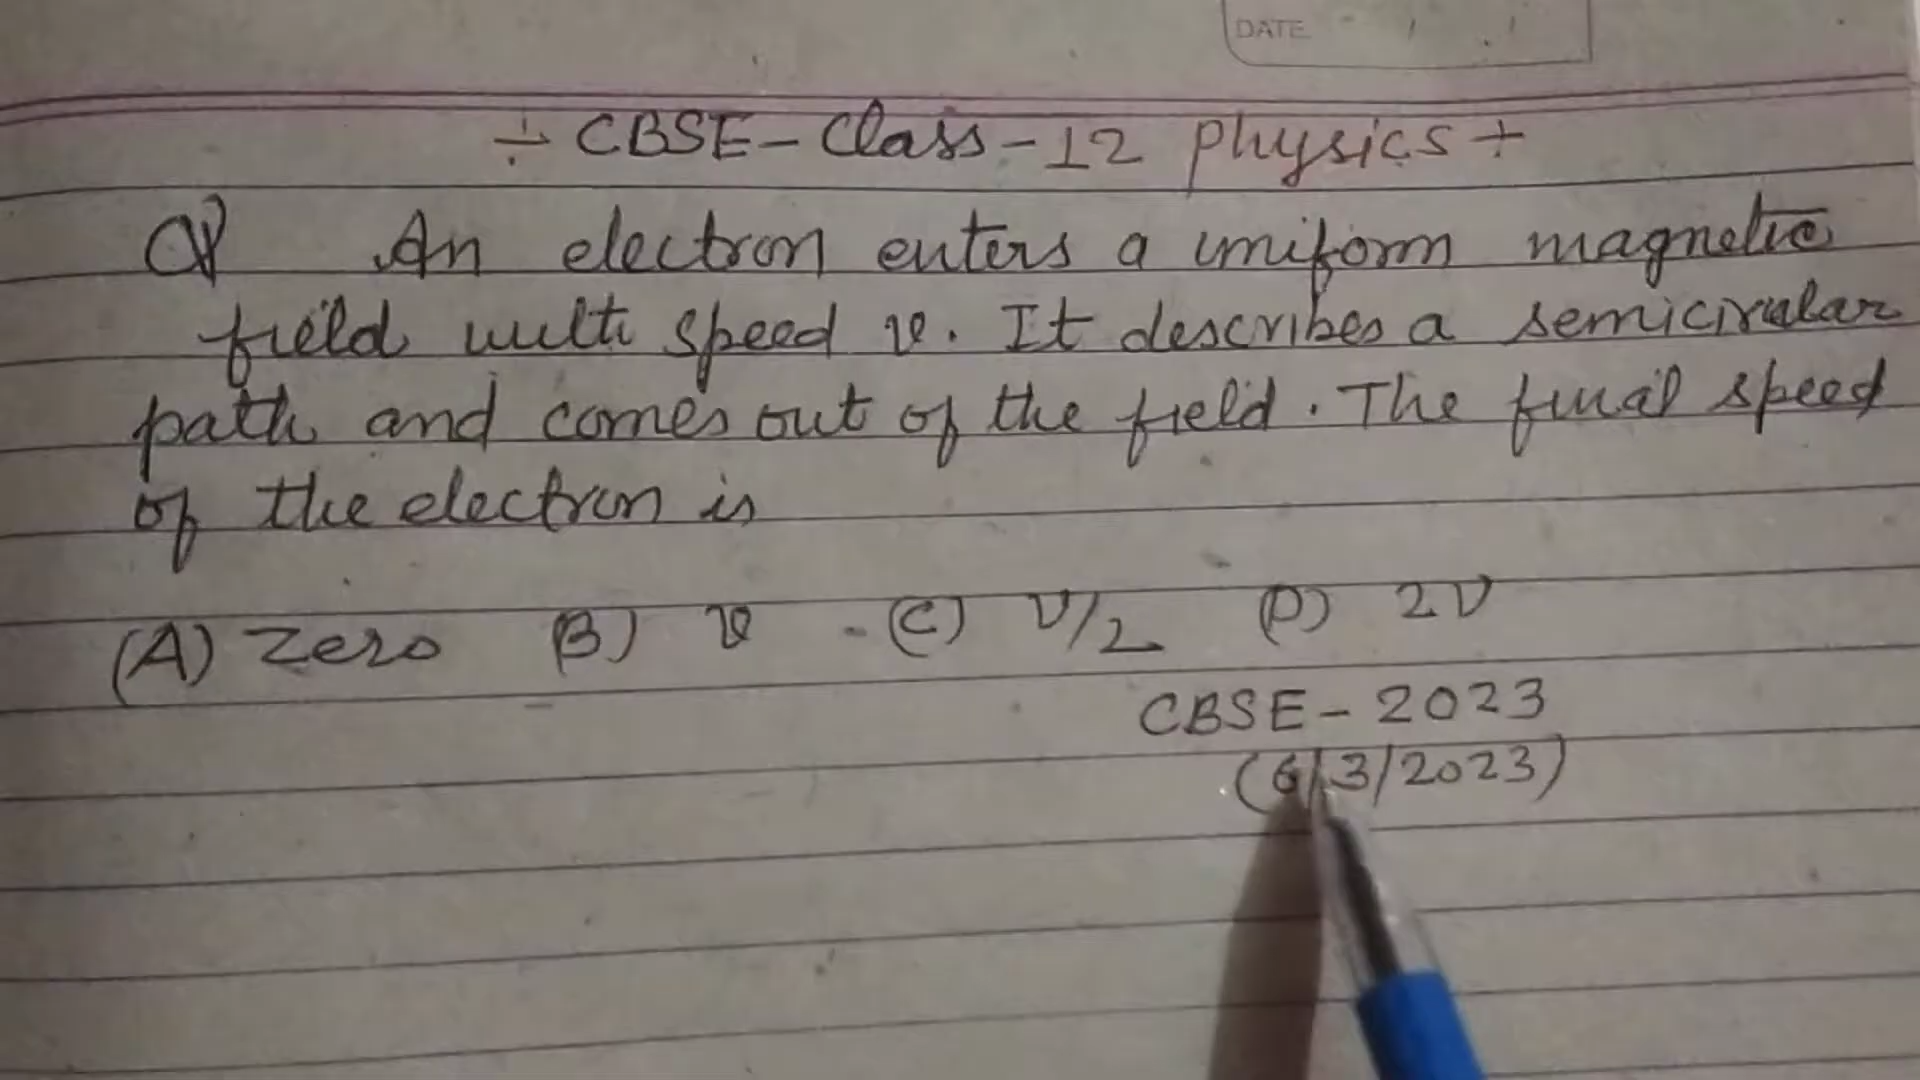 DATE
÷ CBSE-Class-12 Physics ÷
Q) An electron enters a uniform magnetic
field with speed v. It describes a semicirular
path and comes out of the field. The final speed
of the electron is
(A) Zero (B) v (C) V/2 (D) 2V
CBSE-2023
(6/3/2023)